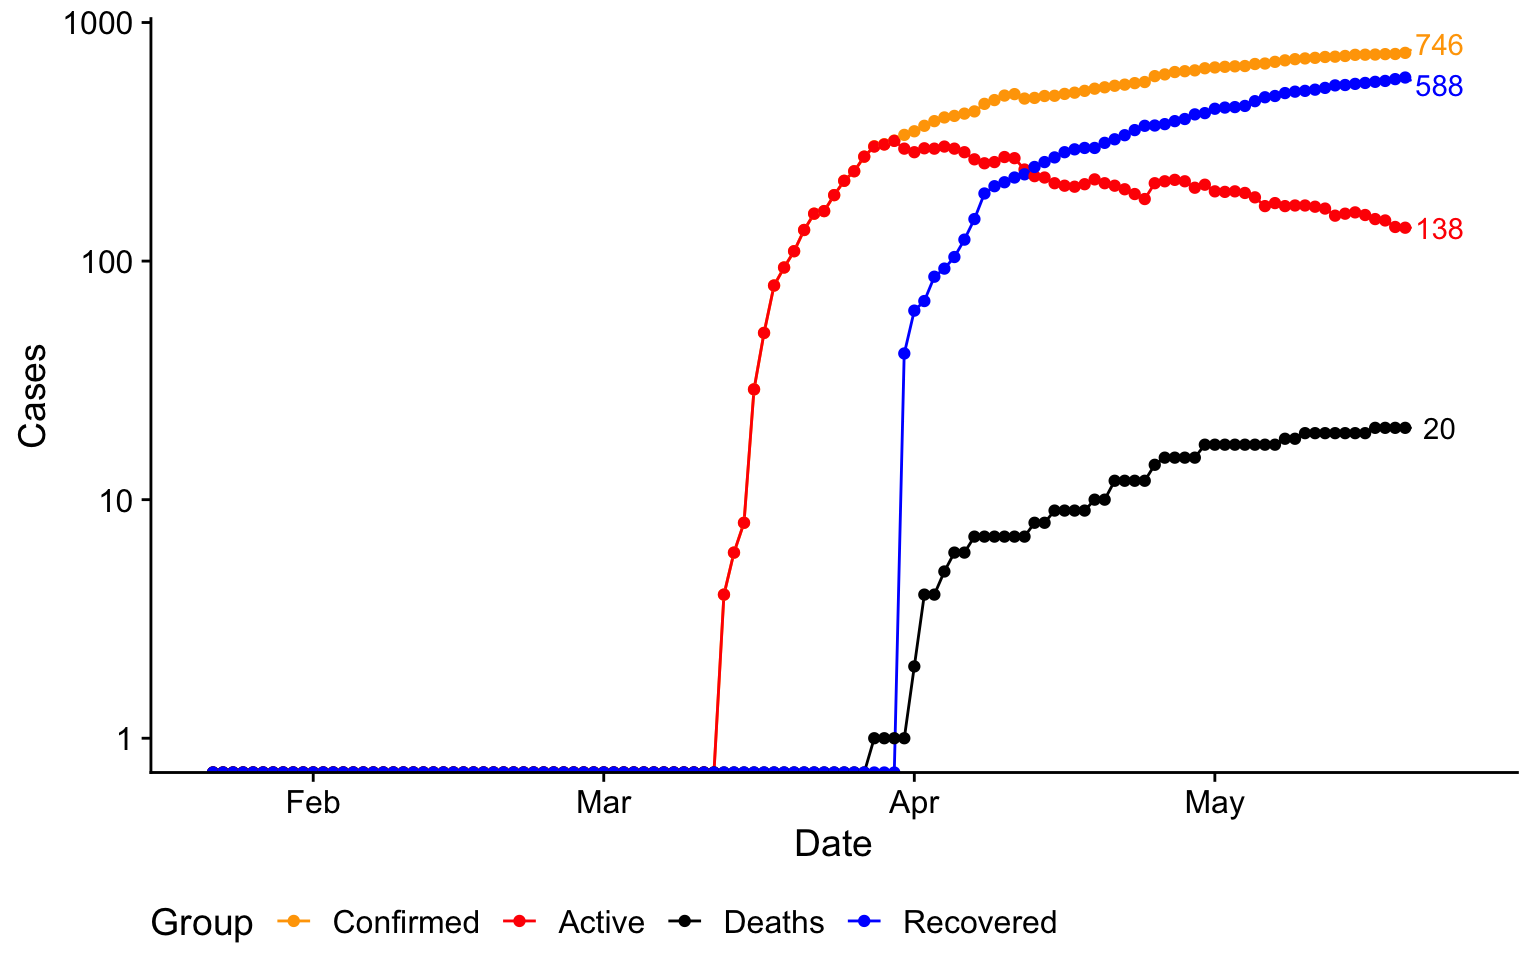 1000
746
588
100
138
Cases
10
20
1
Feb Mar Apr May
Date
Group Confirmed Active Deaths Recovered